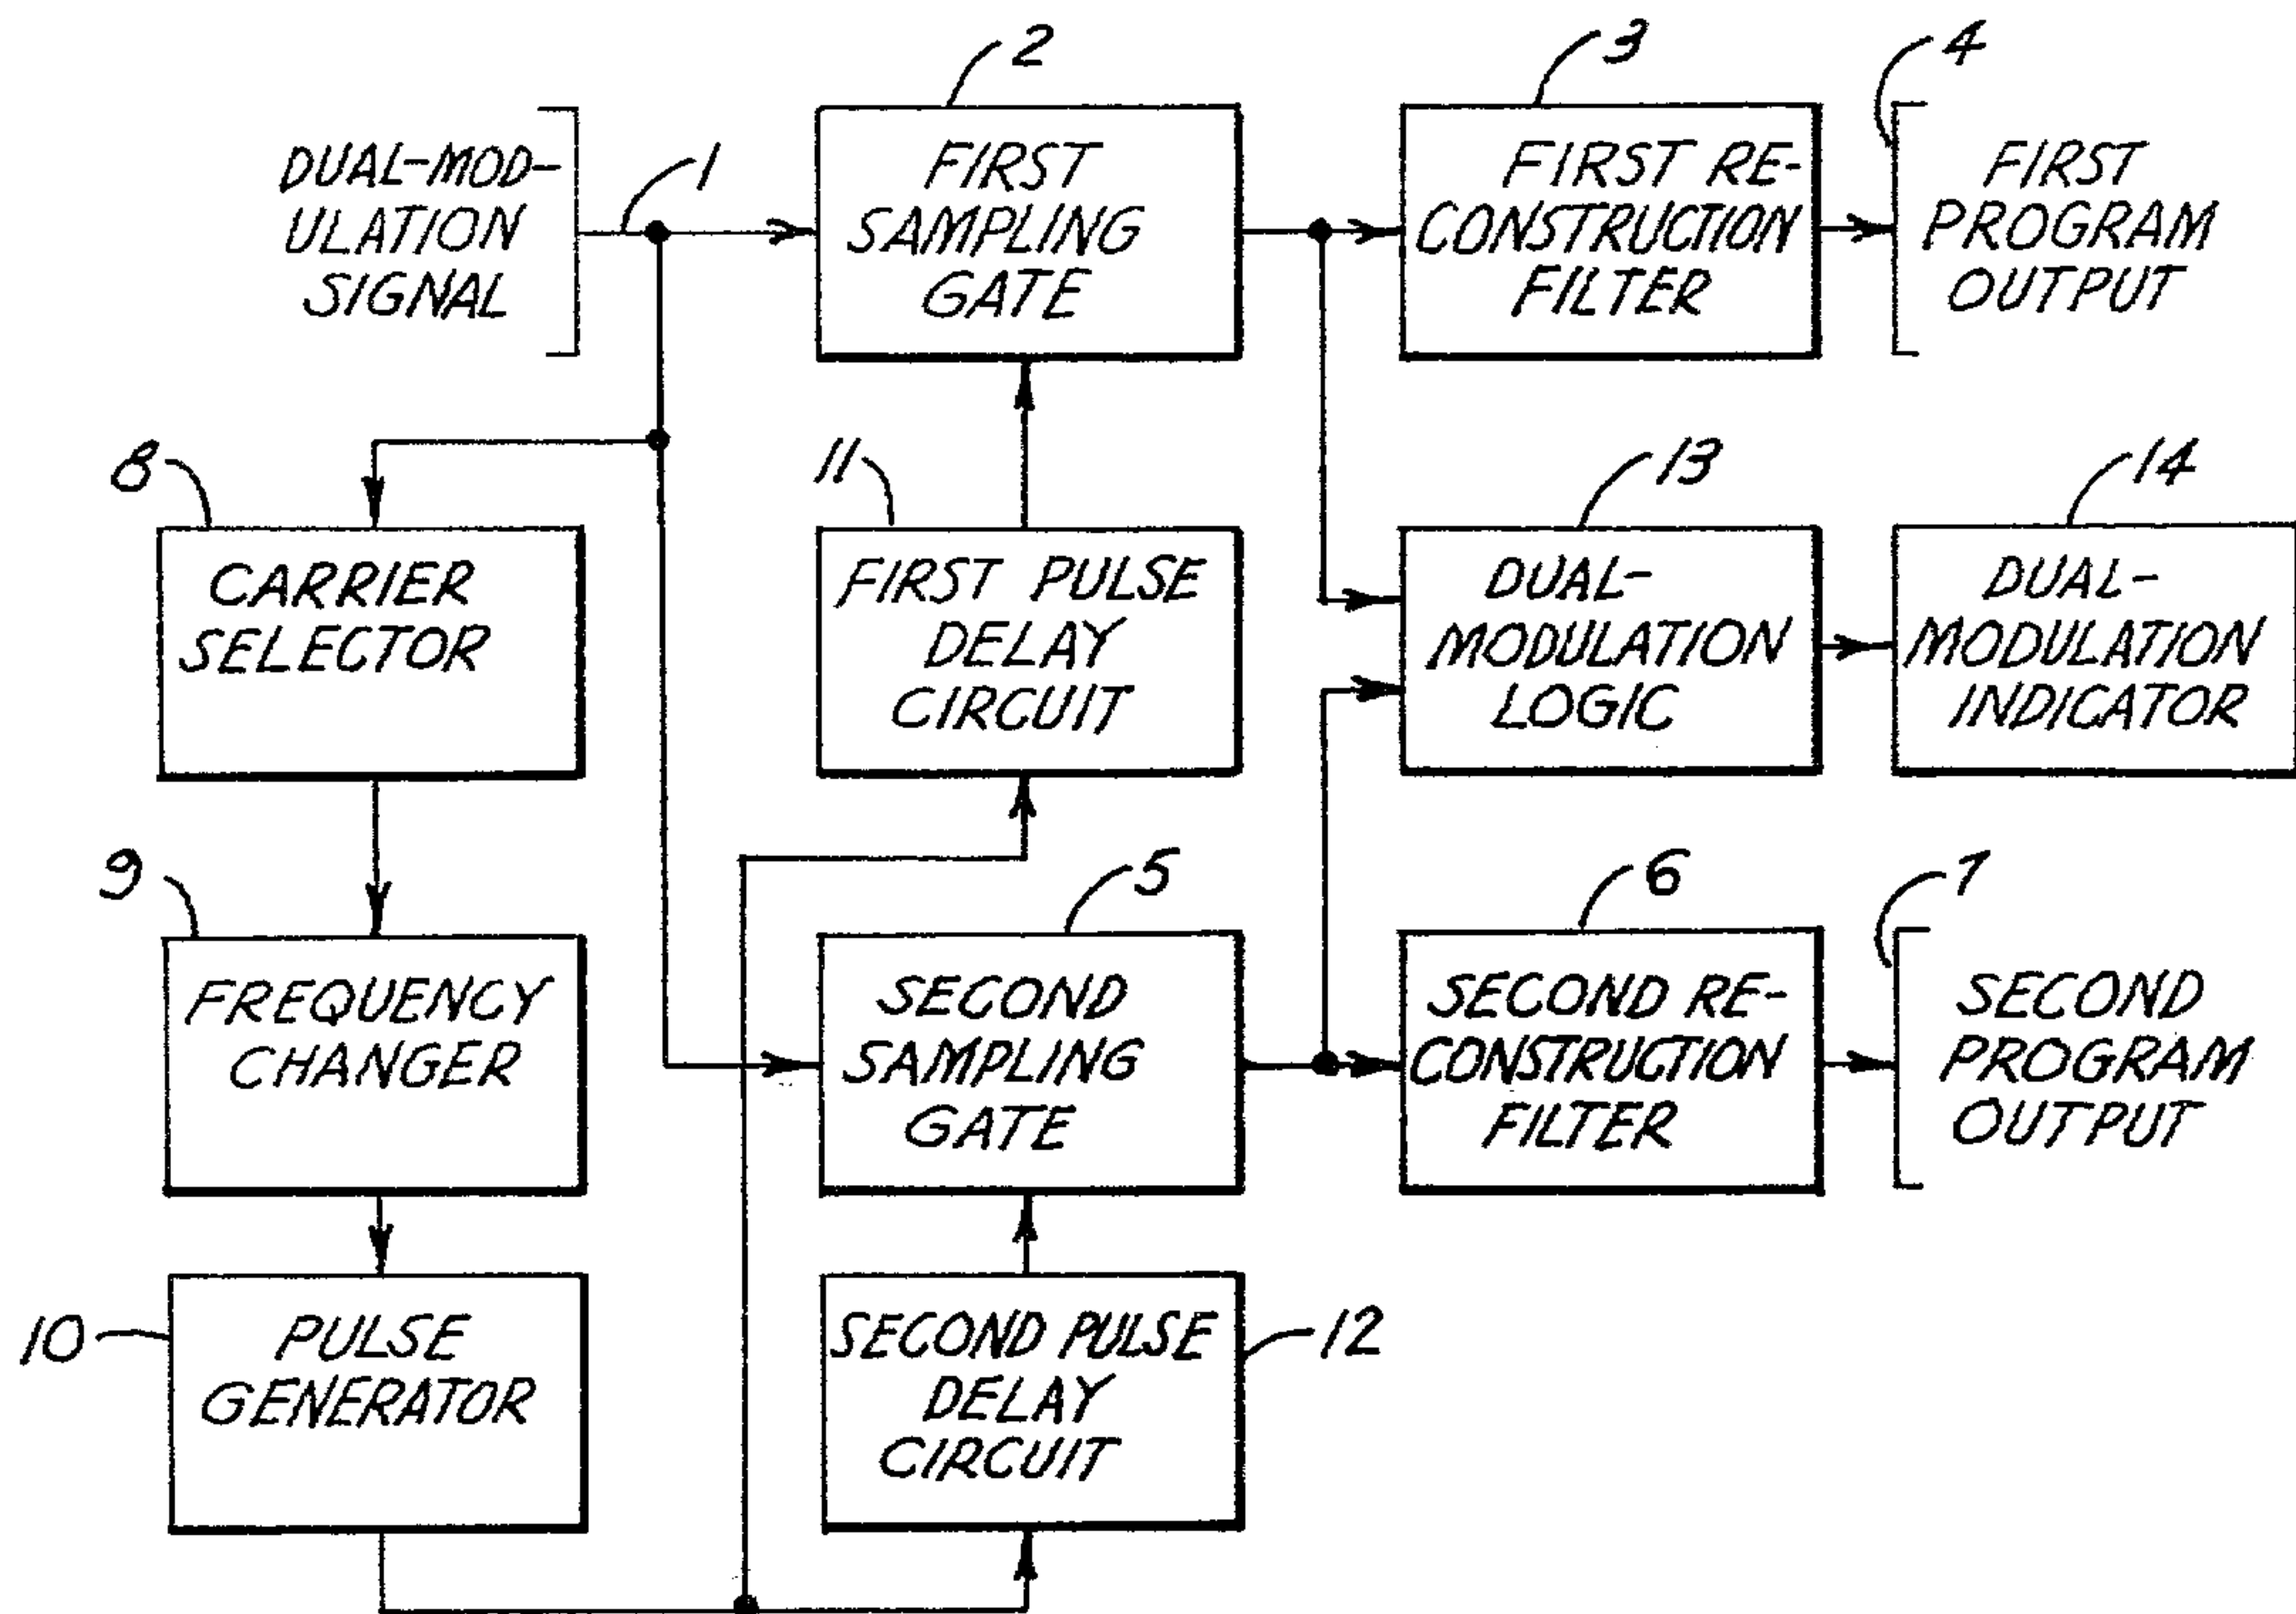 2
3
4
DUAL-MOD-
ULATION
SIGNAL
1
FIRST
SAMPLING
GATE
FIRST RE-
CONSTRUCTION
FILTER
FIRST
PROGRAM
OUTPUT
8
11
13
14
CARRIER
SELECTOR
FIRST PULSE
DELAY
CIRCUIT
DUAL-
MODULATION
LOGIC
DUAL-
MODULATION
INDICATOR
9
5
6
7
FREQUENCY
CHANGER
SECOND
SAMPLING
GATE
SECOND RE-
CONSTRUCTION
FILTER
SECOND
PROGRAM
OUTPUT
10
PULSE
GENERATOR
SECOND PULSE
DELAY
CIRCUIT
12